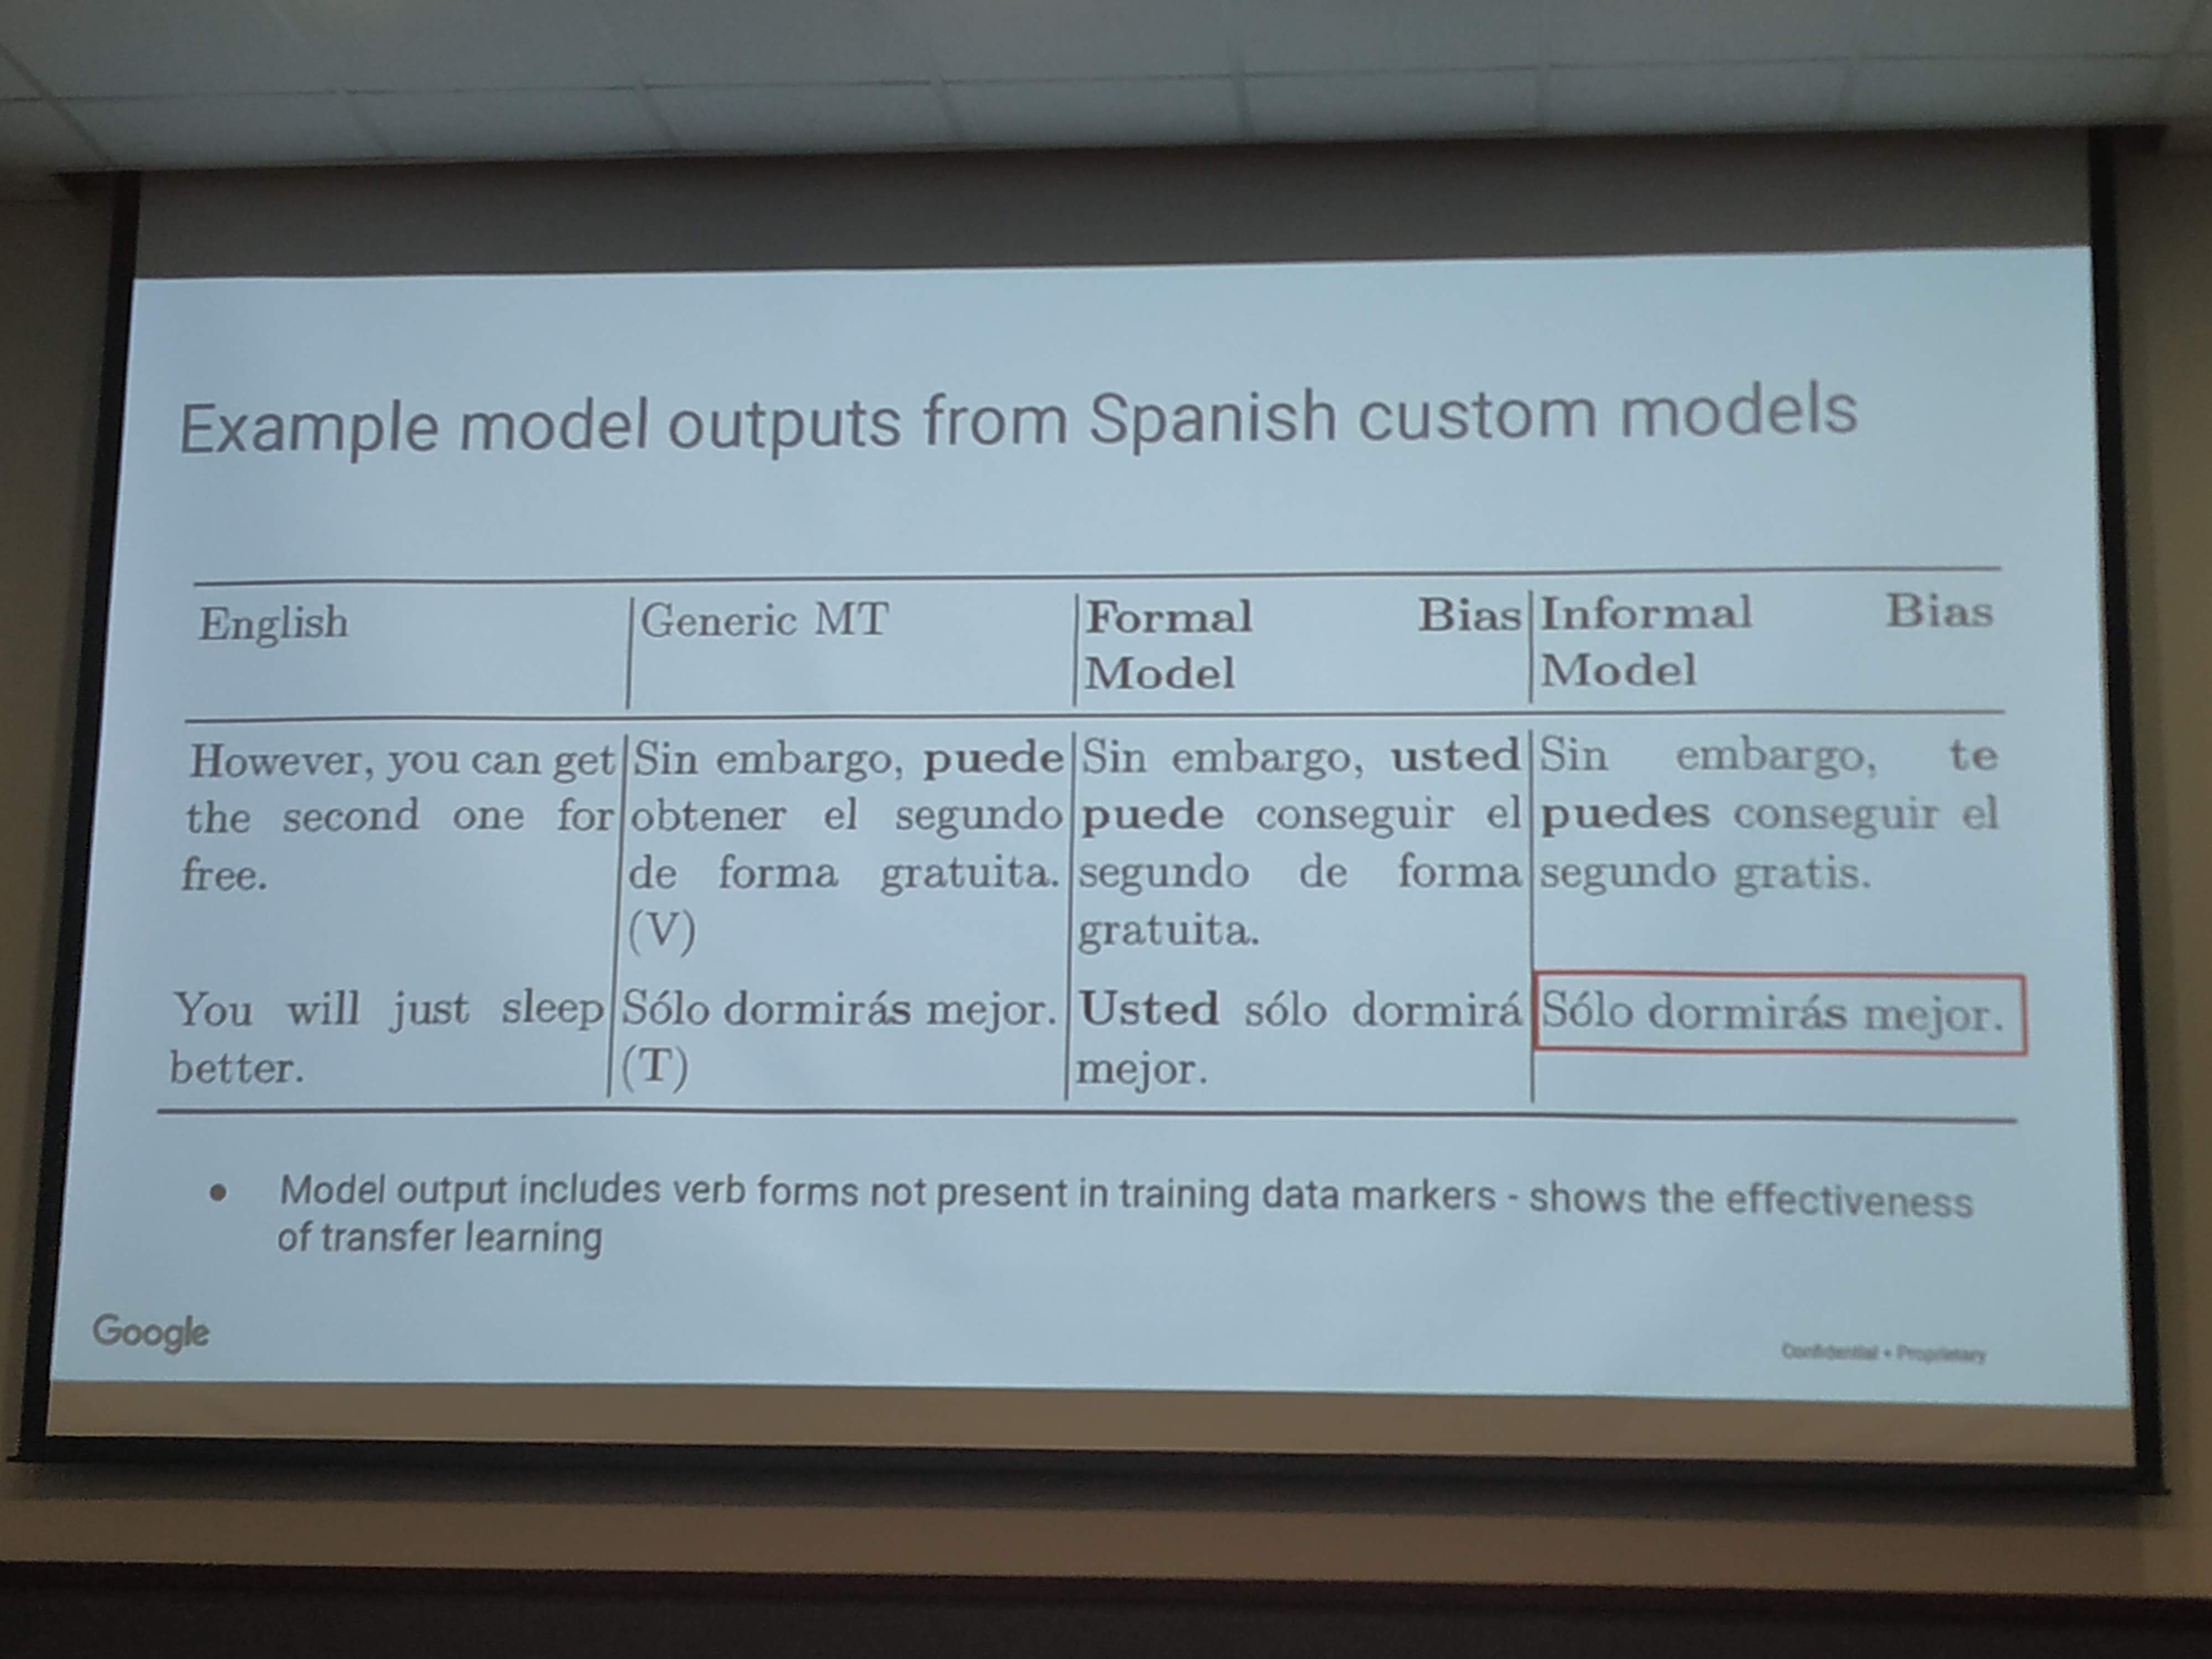 Example model outputs from Spanish custom models
English
Generic MT
Formal Bias
Model
Informal Bias
Model
However, you can get
the second one for
free.
Sin embargo, puede
obtener el segundo
de forma gratuita.
(V)
Sin embargo, usted
puede conseguir el
segundo de forma
gratuita.
Sin embargo, te
puedes conseguir el
segundo gratis.
You will just sleep
better.
Sólo dormirás mejor.
(T)
Usted sólo dormirá
mejor.
Sólo dormirás mejor.
• Model output includes verb forms not present in training data markers - shows the effectiveness
of transfer learning
Google
Confidential + Proprietary